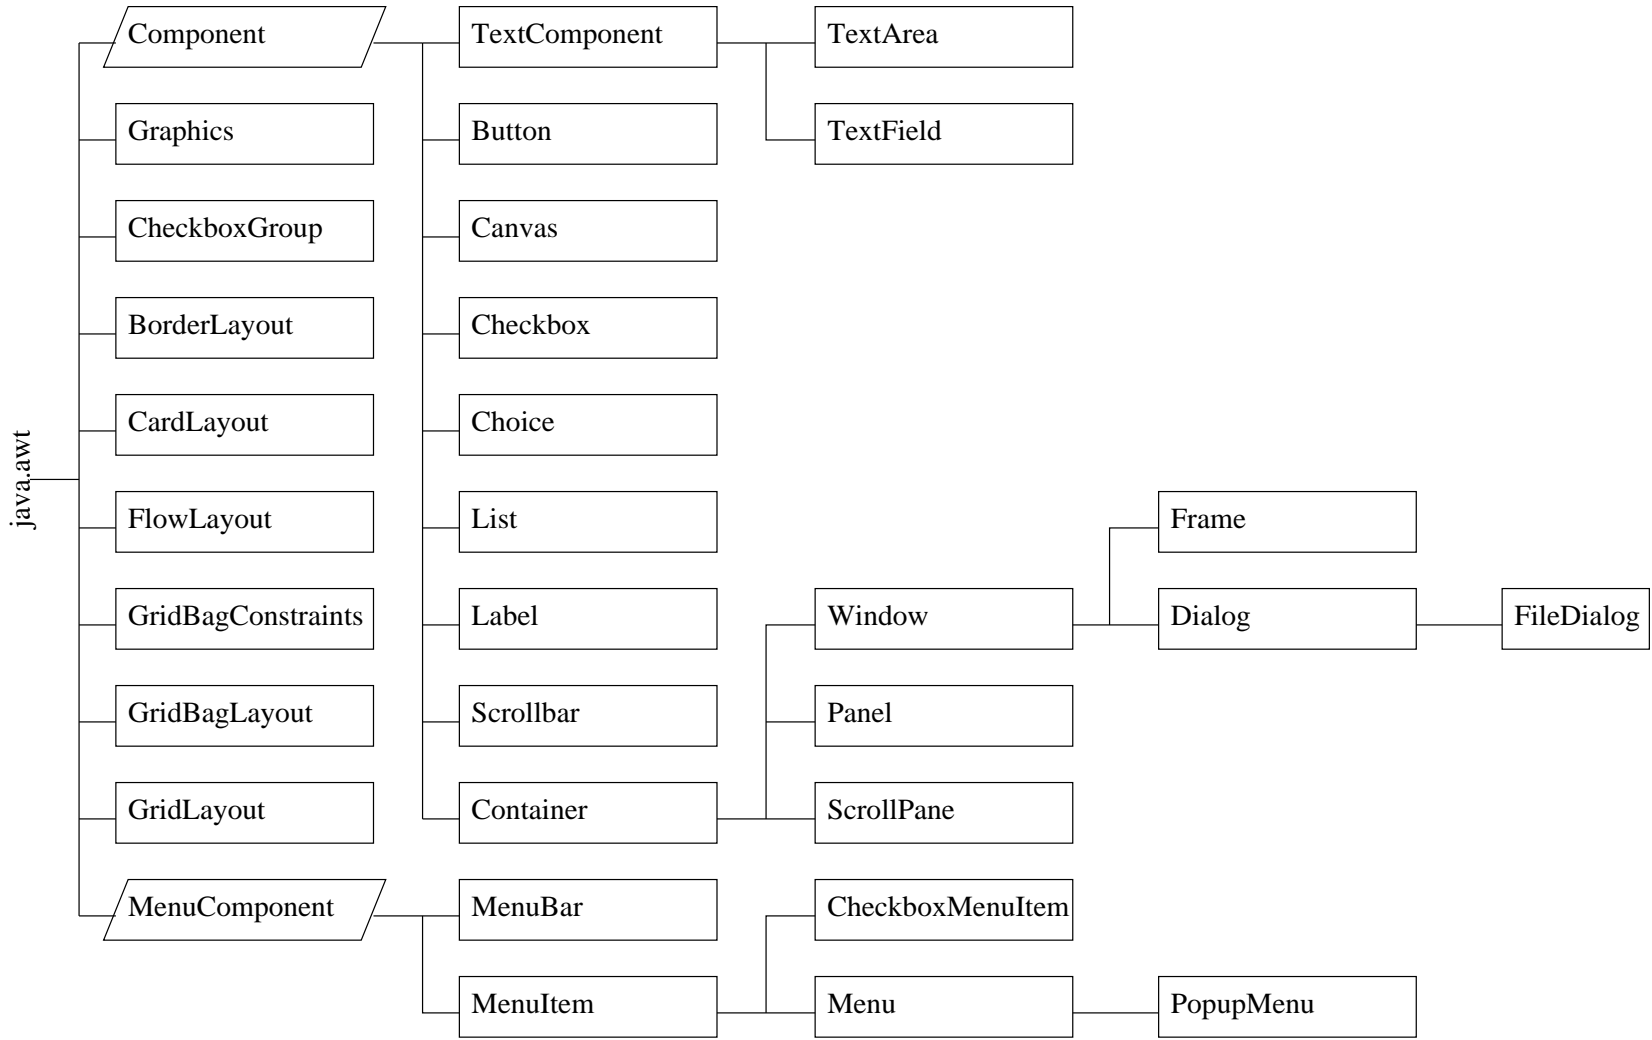 Component
TextComponent
TextArea
Graphics
Button
TextField
CheckboxGroup
Canvas
BorderLayout
Checkbox
CardLayout
Choice
java.awt
FlowLayout
List
Frame
GridBagConstraints
Label
Window
Dialog
FileDialog
GridBagLayout
Scrollbar
Panel
GridLayout
Container
ScrollPane
MenuComponent
MenuBar
CheckboxMenuItem
MenuItem
Menu
PopupMenu